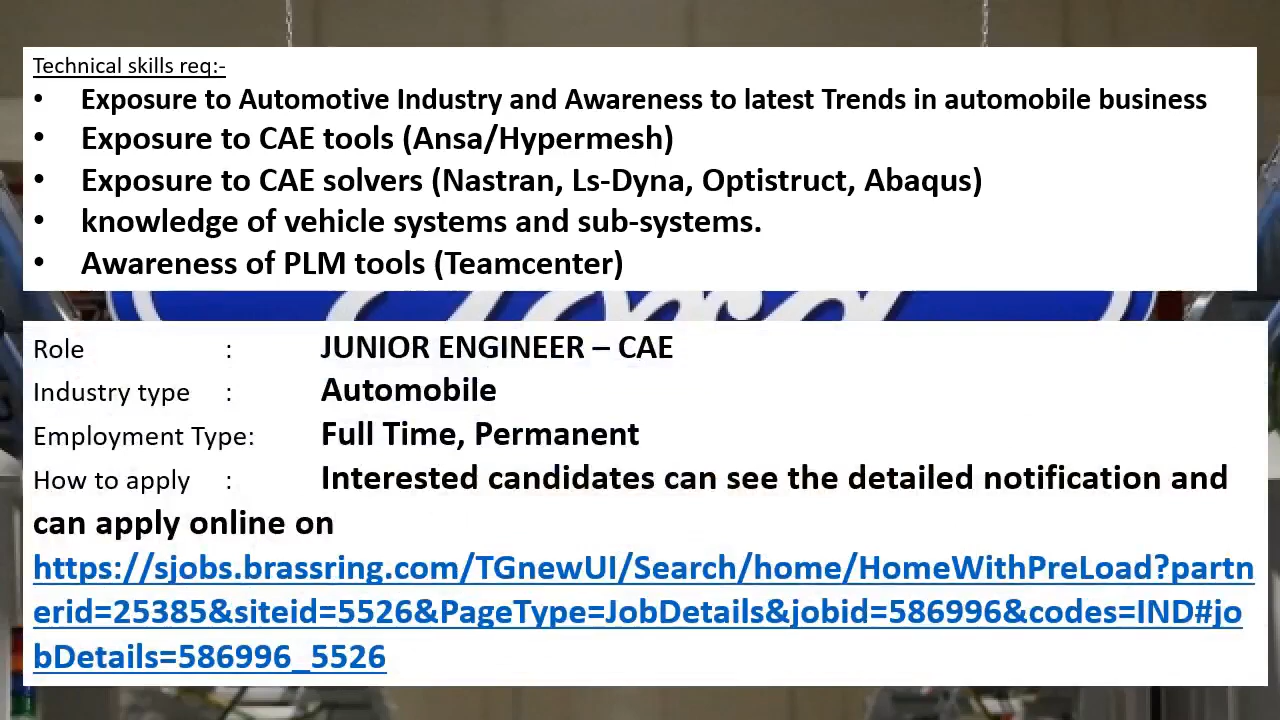 Technical skills req:-
• Exposure to Automotive Industry and Awareness to latest Trends in automobile business
• Exposure to CAE tools (Ansa/Hypermesh)
• Exposure to CAE solvers (Nastran, Ls-Dyna, Optistruct, Abaqus)
• knowledge of vehicle systems and sub-systems.
• Awareness of PLM tools (Teamcenter)
Role : JUNIOR ENGINEER – CAE
Industry type : Automobile
Employment Type: Full Time, Permanent
How to apply : Interested candidates can see the detailed notification and
can apply online on
https://sjobs.brassring.com/TGnewUI/Search/home/HomeWithPreLoad?partn
erid=25385&siteid=5526&PageType=JobDetails&jobid=586996&codes=IND#jo
bDetails=586996_5526